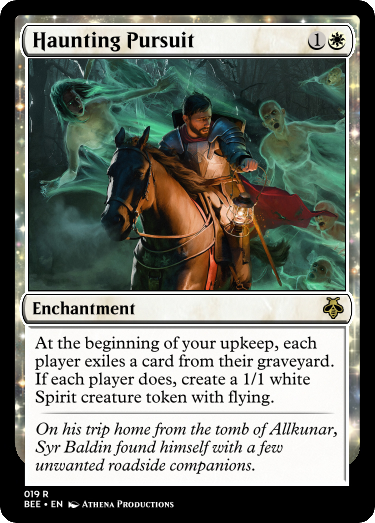 Haunting Pursuit 1
Enchantment
At the beginning of your upkeep, each
player exiles a card from their graveyard.
If each player does, create a 1/1 white
Spirit creature token with flying.
On his trip home from the tomb of Allkunar,
Syr Baldin found himself with a few
unwanted roadside companions.
019 R
BEE • EN Athena Productions